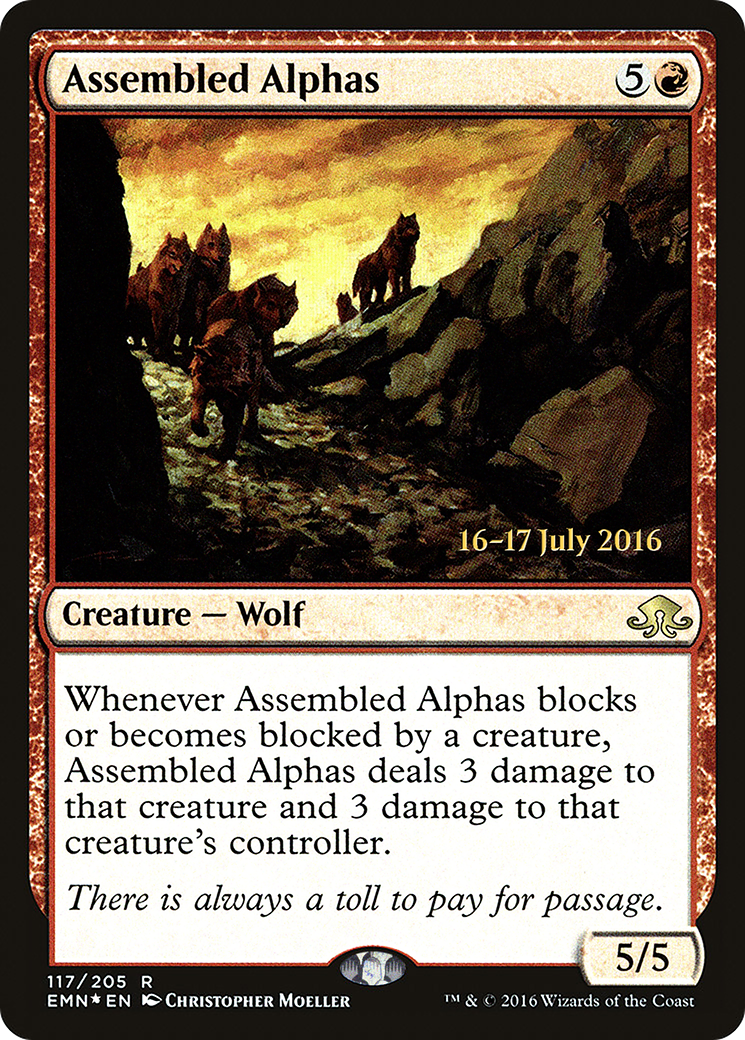 Assembled Alphas 5
16–17 July 2016
Creature — Wolf
Whenever Assembled Alphas blocks
or becomes blocked by a creature,
Assembled Alphas deals 3 damage to
that creature and 3 damage to that
creature's controller.
There is always a toll to pay for passage.
5/5
117/205 R
EMN★EN Christopher Moeller
™ & © 2016 Wizards of the Coast